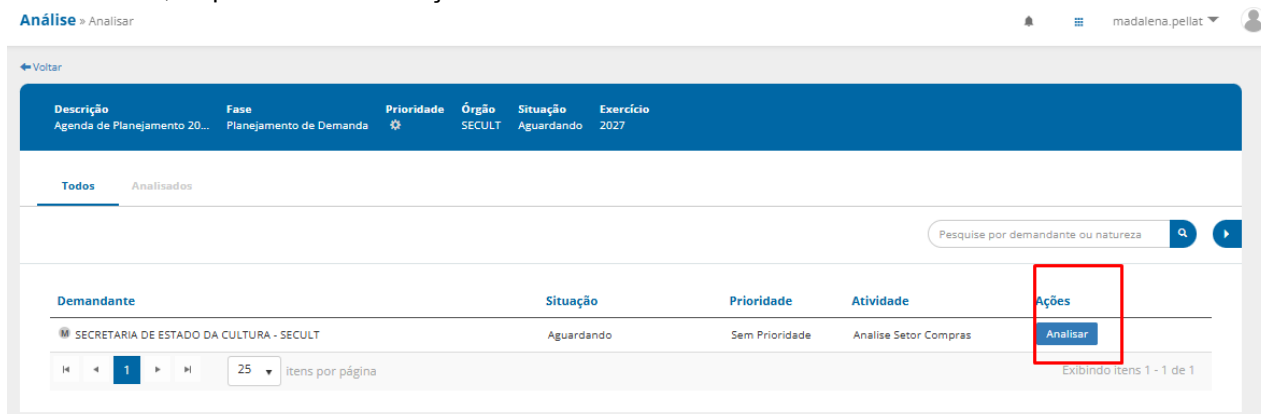 Análise » Analisar
madalena.pellat
Voltar
Descrição Fase Prioridade Órgão Situação Exercício
Agenda de Planejamento 20... Planejamento de Demanda SECULT Aguardando 2027
Todos Analisados
Pesquise por demandante ou natureza
Demandante Situação Prioridade Atividade Ações
M SECRETARIA DE ESTADO DA CULTURA - SECULT Aguardando Sem Prioridade Analise Setor Compras Analisar
1 25 itens por página Exibindo itens 1 - 1 de 1